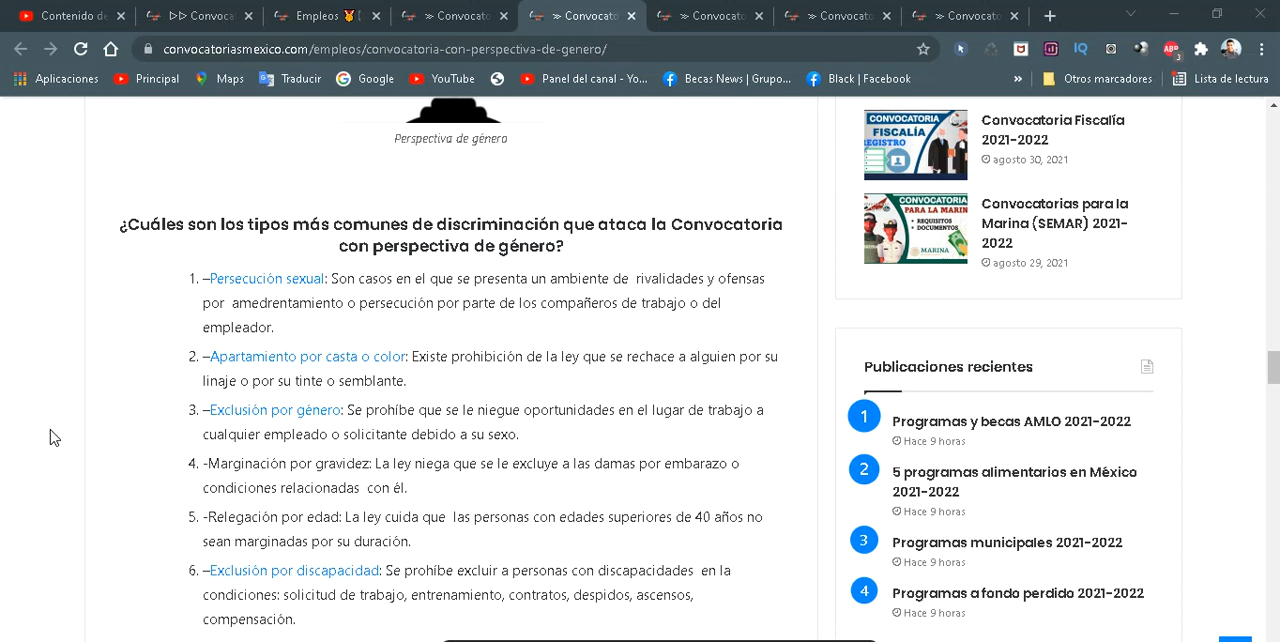 Contenido de
▷▷ Convocat
Empleos 🥇 [
≫ Convocato
≫ Convocato
≫ Convocato
≫ Convocato
≫ Convocato
convocatoriasmexico.com/empleos/convocatoria-con-perspectiva-de-genero/
IQ
ABP
3
Aplicaciones
Principal
Maps
Traducir
Google
YouTube
Panel del canal - Yo...
Becas News | Grupo...
Black | Facebook
»
Otros marcadores
Lista de lectura
Perspectiva de género
¿Cuáles son los tipos más comunes de discriminación que ataca la Convocatoria
con perspectiva de género?
1. –Persecución sexual: Son casos en el que se presenta un ambiente de rivalidades y ofensas
por amedrentamiento o persecución por parte de los compañeros de trabajo o del
empleador.
2. –Apartamiento por casta o color: Existe prohibición de la ley que se rechace a alguien por su
linaje o por su tinte o semblante.
3. –Exclusión por género: Se prohíbe que se le niegue oportunidades en el lugar de trabajo a
cualquier empleado o solicitante debido a su sexo.
4. -Marginación por gravidez: La ley niega que se le excluye a las damas por embarazo o
condiciones relacionadas con él.
5. -Relegación por edad: La ley cuida que las personas con edades superiores de 40 años no
sean marginadas por su duración.
6. –Exclusión por discapacidad: Se prohíbe excluir a personas con discapacidades en la
condiciones: solicitud de trabajo, entrenamiento, contratos, despidos, ascensos,
compensación.
CONVOCATORIA
FISCALÍA
REGISTRO
Convocatoria Fiscalía
2021-2022
agosto 30, 2021
CONVOCATORIA
PARA LA MARIN
• REQUISITOS
• DOCUMENTOS
MARINA
Convocatorias para la
Marina (SEMAR) 2021-
2022
agosto 29, 2021
Publicaciones recientes
1
Programas y becas AMLO 2021-2022
Hace 9 horas
2
5 programas alimentarios en México
2021-2022
Hace 9 horas
3
Programas municipales 2021-2022
Hace 9 horas
4
Programas a fondo perdido 2021-2022
Hace 9 horas